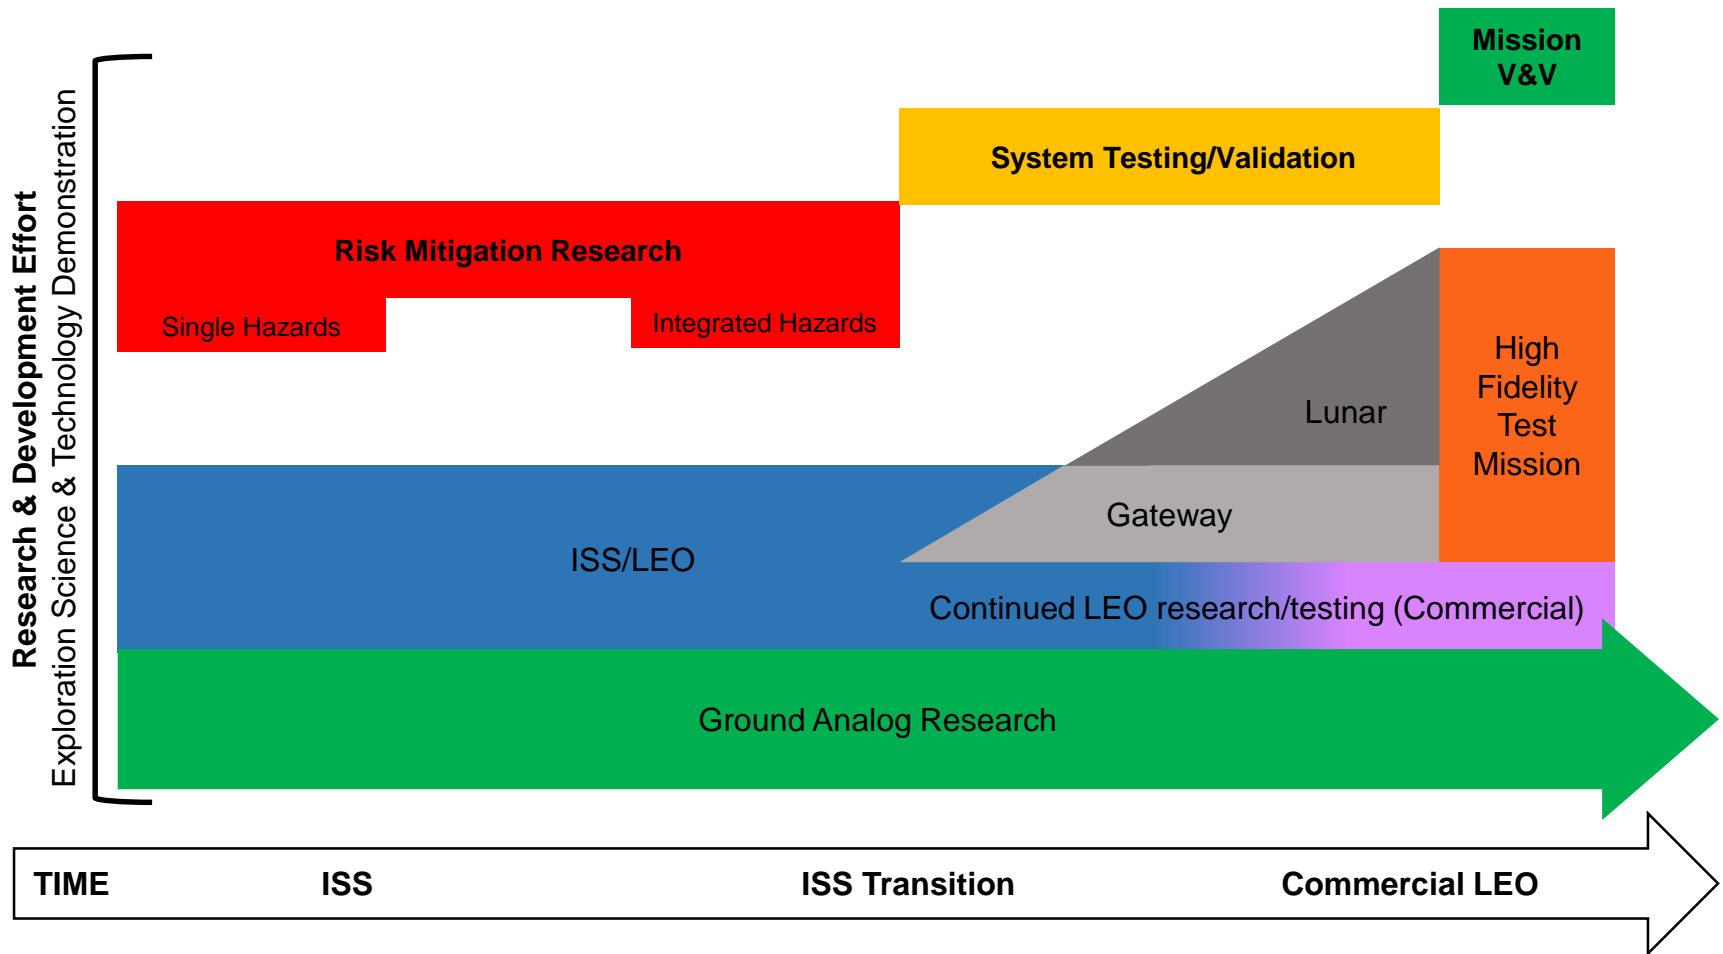 Mission
V&V
System Testing/Validation
Risk Mitigation Research
Single Hazards
Integrated Hazards
Research & Development Effort
Exploration Science & Technology Demonstration
Lunar
High
Fidelity
Test
Mission
Gateway
ISS/LEO
Continued LEO research/testing (Commercial)
Ground Analog Research
TIME ISS ISS Transition Commercial LEO